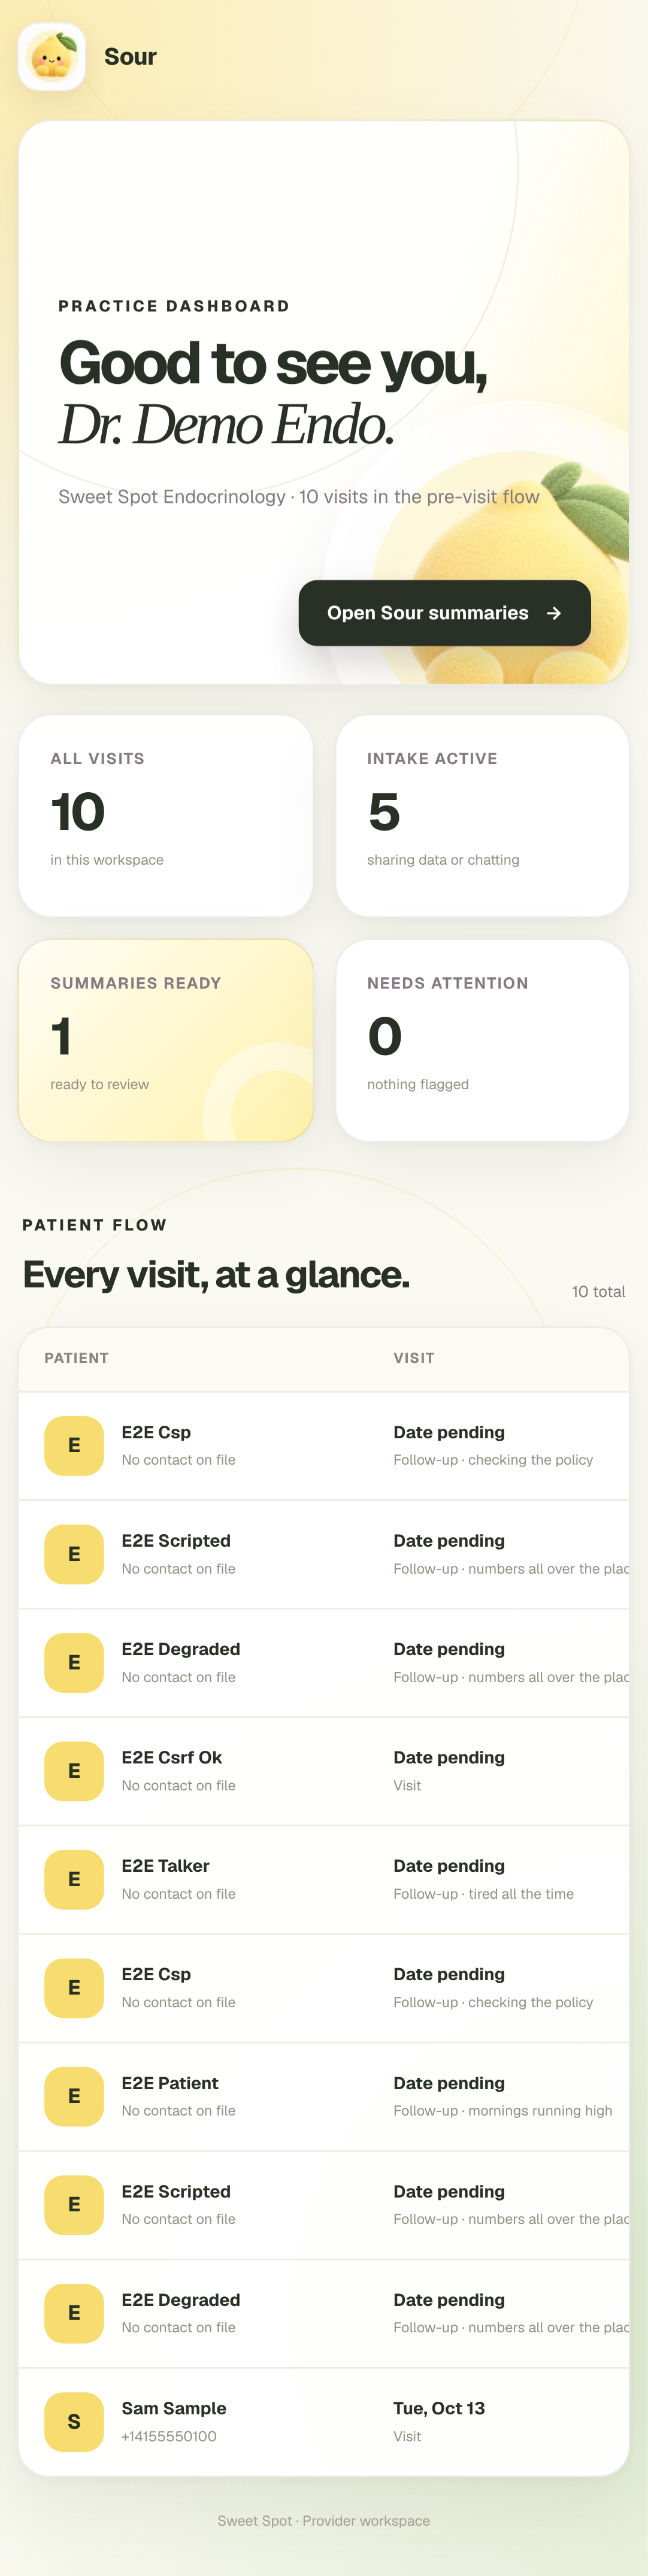 Sour
PRACTICE DASHBOARD
Good to see you,
Dr. Demo Endo.
Sweet Spot Endocrinology · 10 visits in the pre-visit flow
Open Sour summaries →
ALL VISITS
10
in this workspace
INTAKE ACTIVE
5
sharing data or chatting
SUMMARIES READY
1
ready to review
NEEDS ATTENTION
0
nothing flagged
PATIENT FLOW
Every visit, at a glance.
10 total
PATIENT VISIT
E
E2E Csp
No contact on file
Date pending
Follow-up · checking the policy
E
E2E Scripted
No contact on file
Date pending
Follow-up · numbers all over the plac
E
E2E Degraded
No contact on file
Date pending
Follow-up · numbers all over the plac
E
E2E Csrf Ok
No contact on file
Date pending
Visit
E
E2E Talker
No contact on file
Date pending
Follow-up · tired all the time
E
E2E Csp
No contact on file
Date pending
Follow-up · checking the policy
E
E2E Patient
No contact on file
Date pending
Follow-up · mornings running high
E
E2E Scripted
No contact on file
Date pending
Follow-up · numbers all over the plac
E
E2E Degraded
No contact on file
Date pending
Follow-up · numbers all over the plac
S
Sam Sample
+14155550100
Tue, Oct 13
Visit
Sweet Spot · Provider workspace